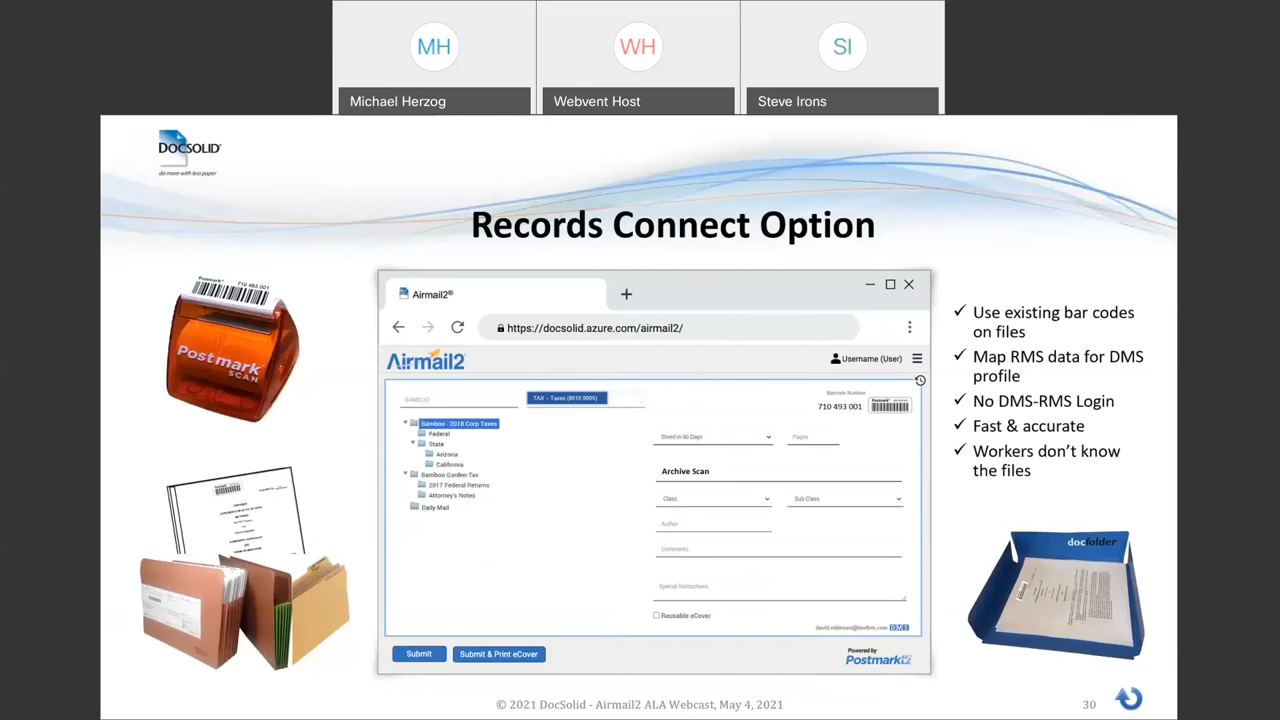 MH
WH
SI
Michael Herzog
Webvent Host
Steve Irons
DOCSOLID
do more with less paper
Records Connect Option
Postmark
710 493 001
Postmark
SCAN
Airmail2®
https://docsolid.azure.com/airmail2/
Airmail2
Username (User)
BAMBOO
TAX – Taxes (0010 0005)
Barcode Number
710 493 001
Postmark
Bamboo - 2018 Corp Taxes
Federal
State
Arizona
California
Bamboo Garden-Tax
2017 Federal Returns
Attorney's Notes
Daily Mail
Shred in 60 Days
Pages
Archive Scan
Class
Sub Class
Author
Comments
Special Instructions
Reusable eCover
david.robinson@lawfirm.com DMS
Submit
Submit & Print eCover
Powered by
Postmark
Use existing bar codes
on files
Map RMS data for DMS
profile
No DMS-RMS Login
Fast & accurate
Workers don't know
the files
docfolder
© 2021 DocSolid - Airmail2 ALA Webcast, May 4, 2021
30